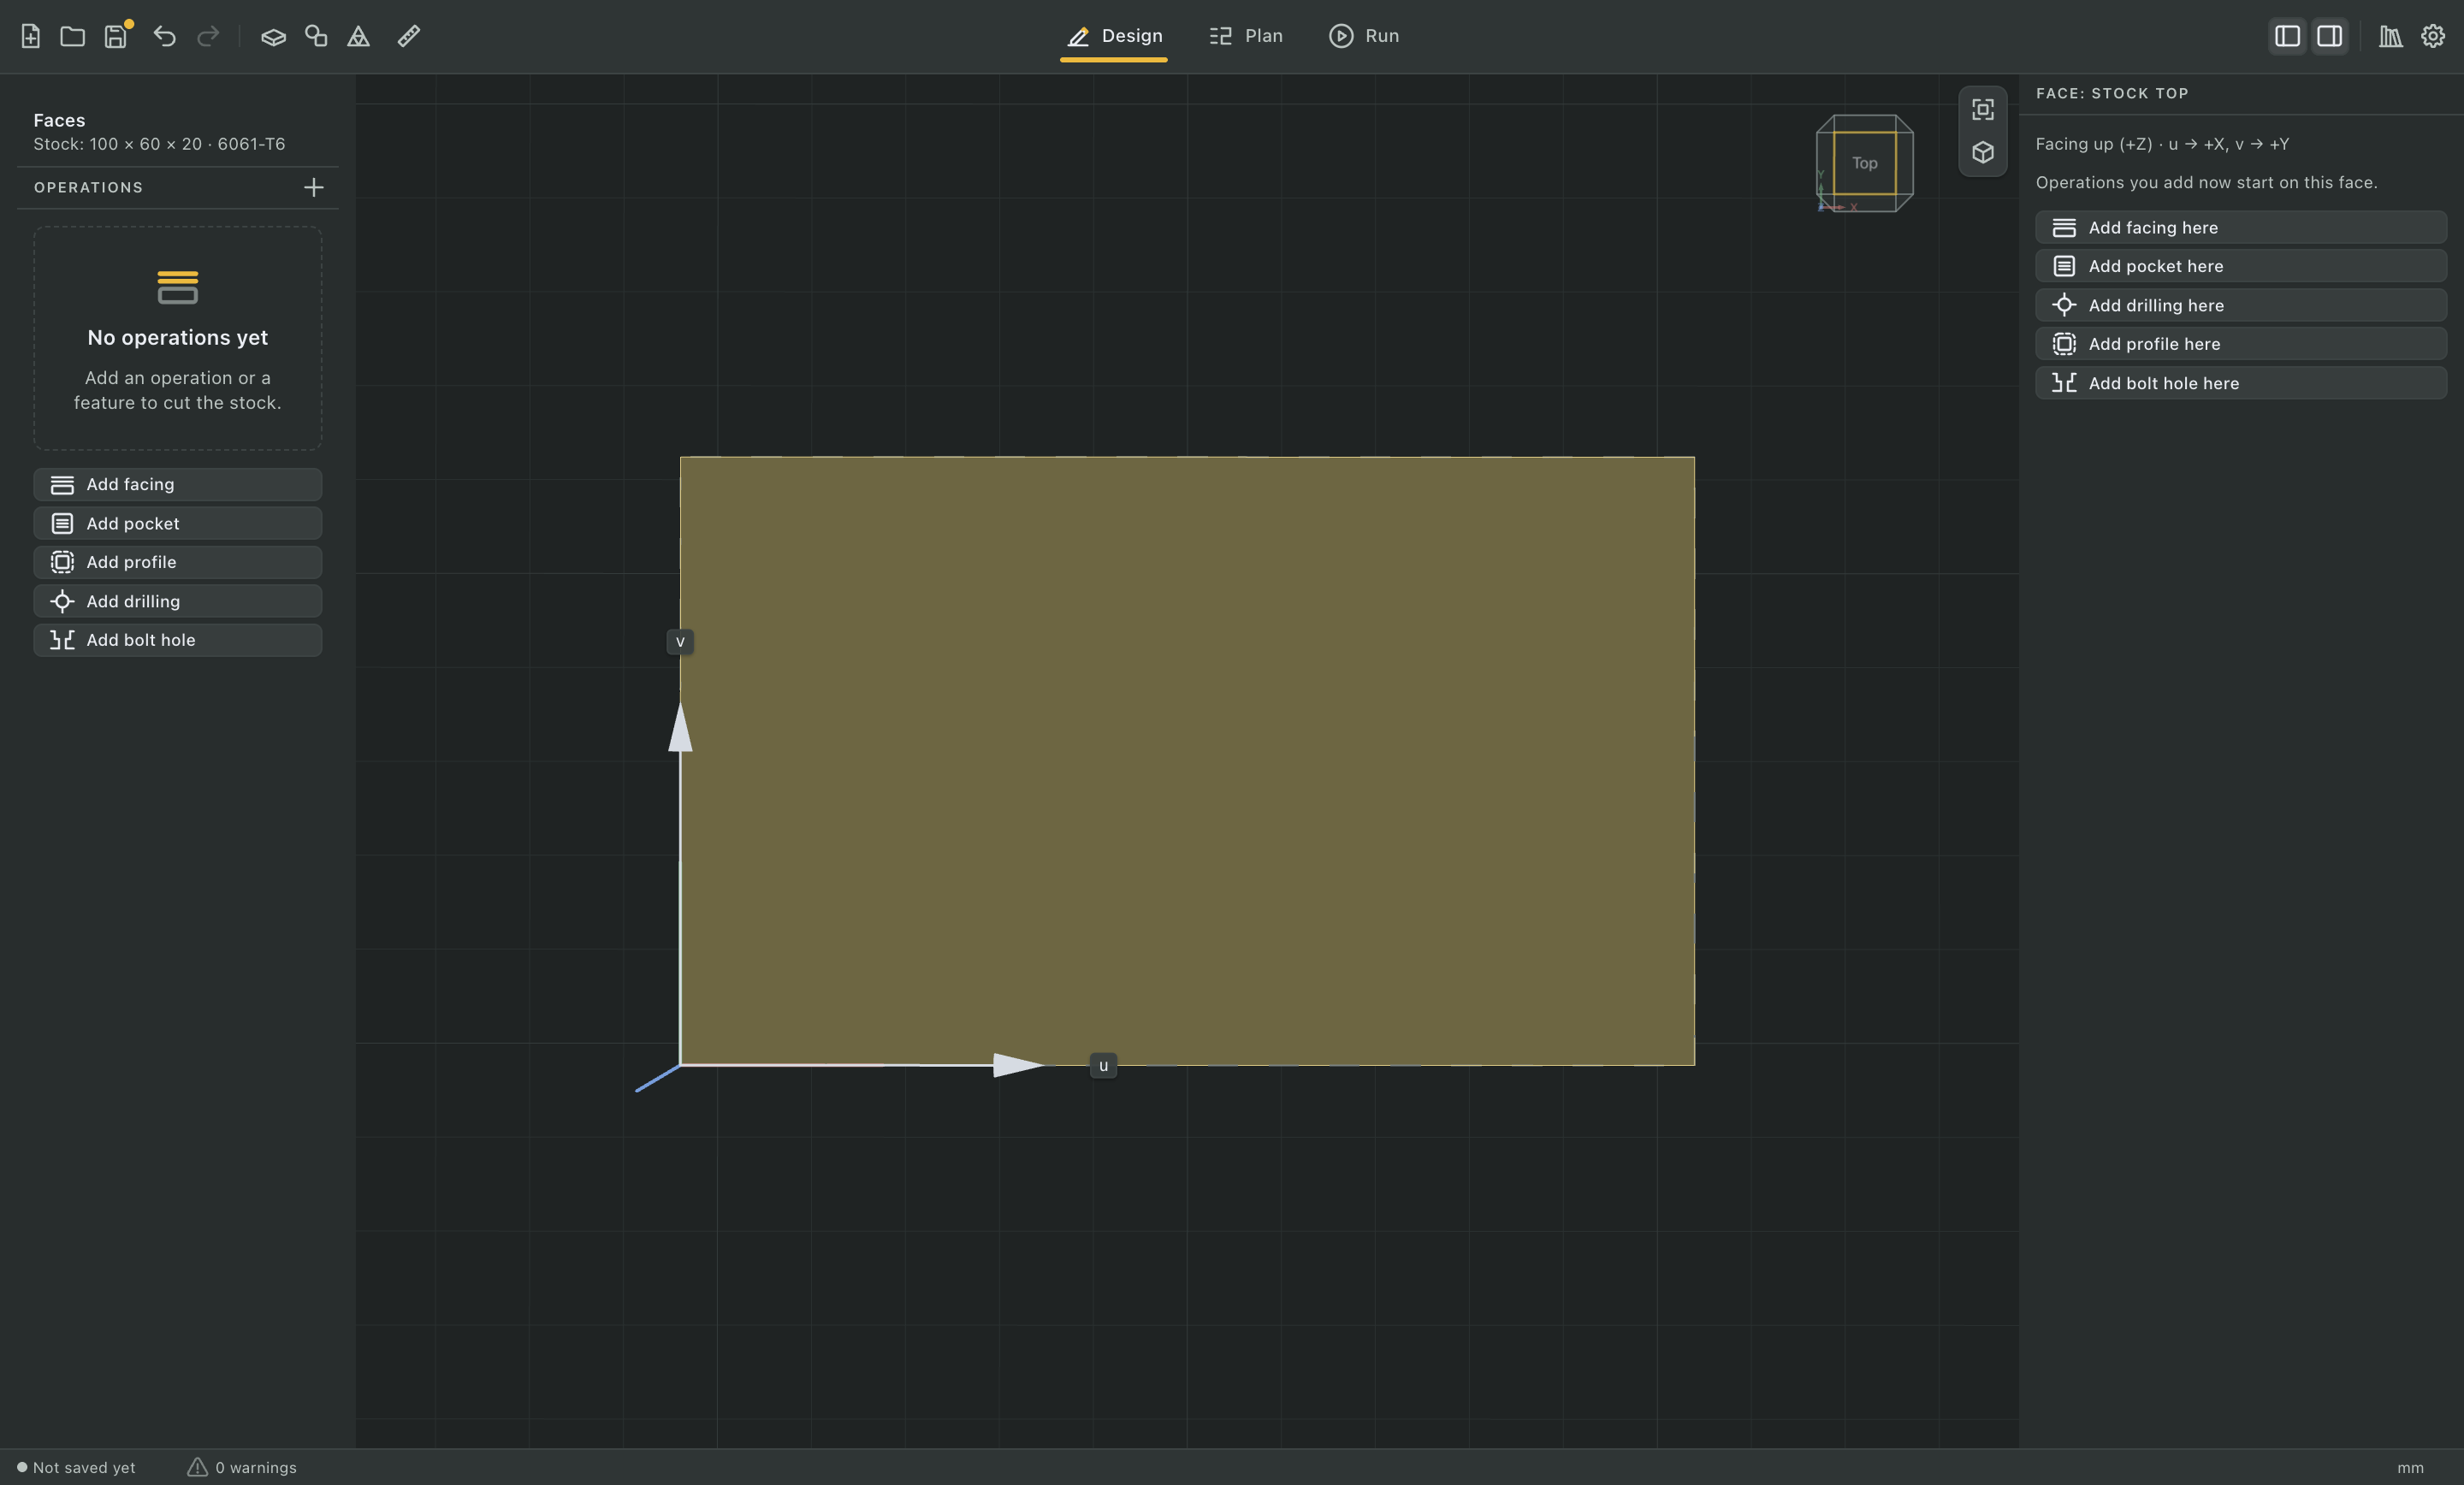 Design
Plan
Run
Faces
Stock: 100 × 60 × 20 · 6061-T6
OPERATIONS
No operations yet
Add an operation or a
feature to cut the stock.
Add facing
Add pocket
Add profile
Add drilling
Add bolt hole
Top
Y
X
v
u
FACE: STOCK TOP
Facing up (+Z) · u → +X, v → +Y
Operations you add now start on this face.
Add facing here
Add pocket here
Add drilling here
Add profile here
Add bolt hole here
Not saved yet
0 warnings
mm